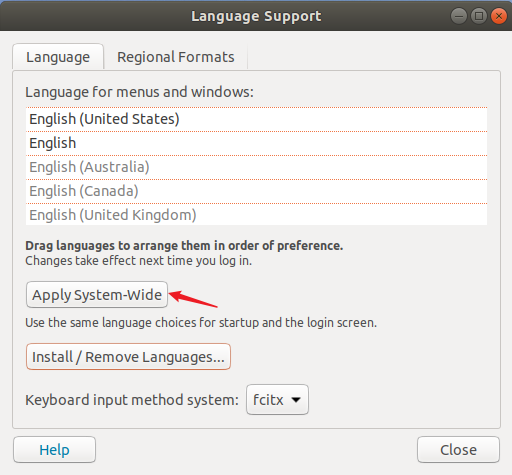 Language Support
Language
Regional Formats
Language for menus and windows:
English (United States)
English
English (Australia)
English (Canada)
English (United Kingdom)
Drag languages to arrange them in order of preference.
Changes take effect next time you log in.
Apply System-Wide
Use the same language choices for startup and the login screen.
Install / Remove Languages...
Keyboard input method system: fcitx
Help
Close